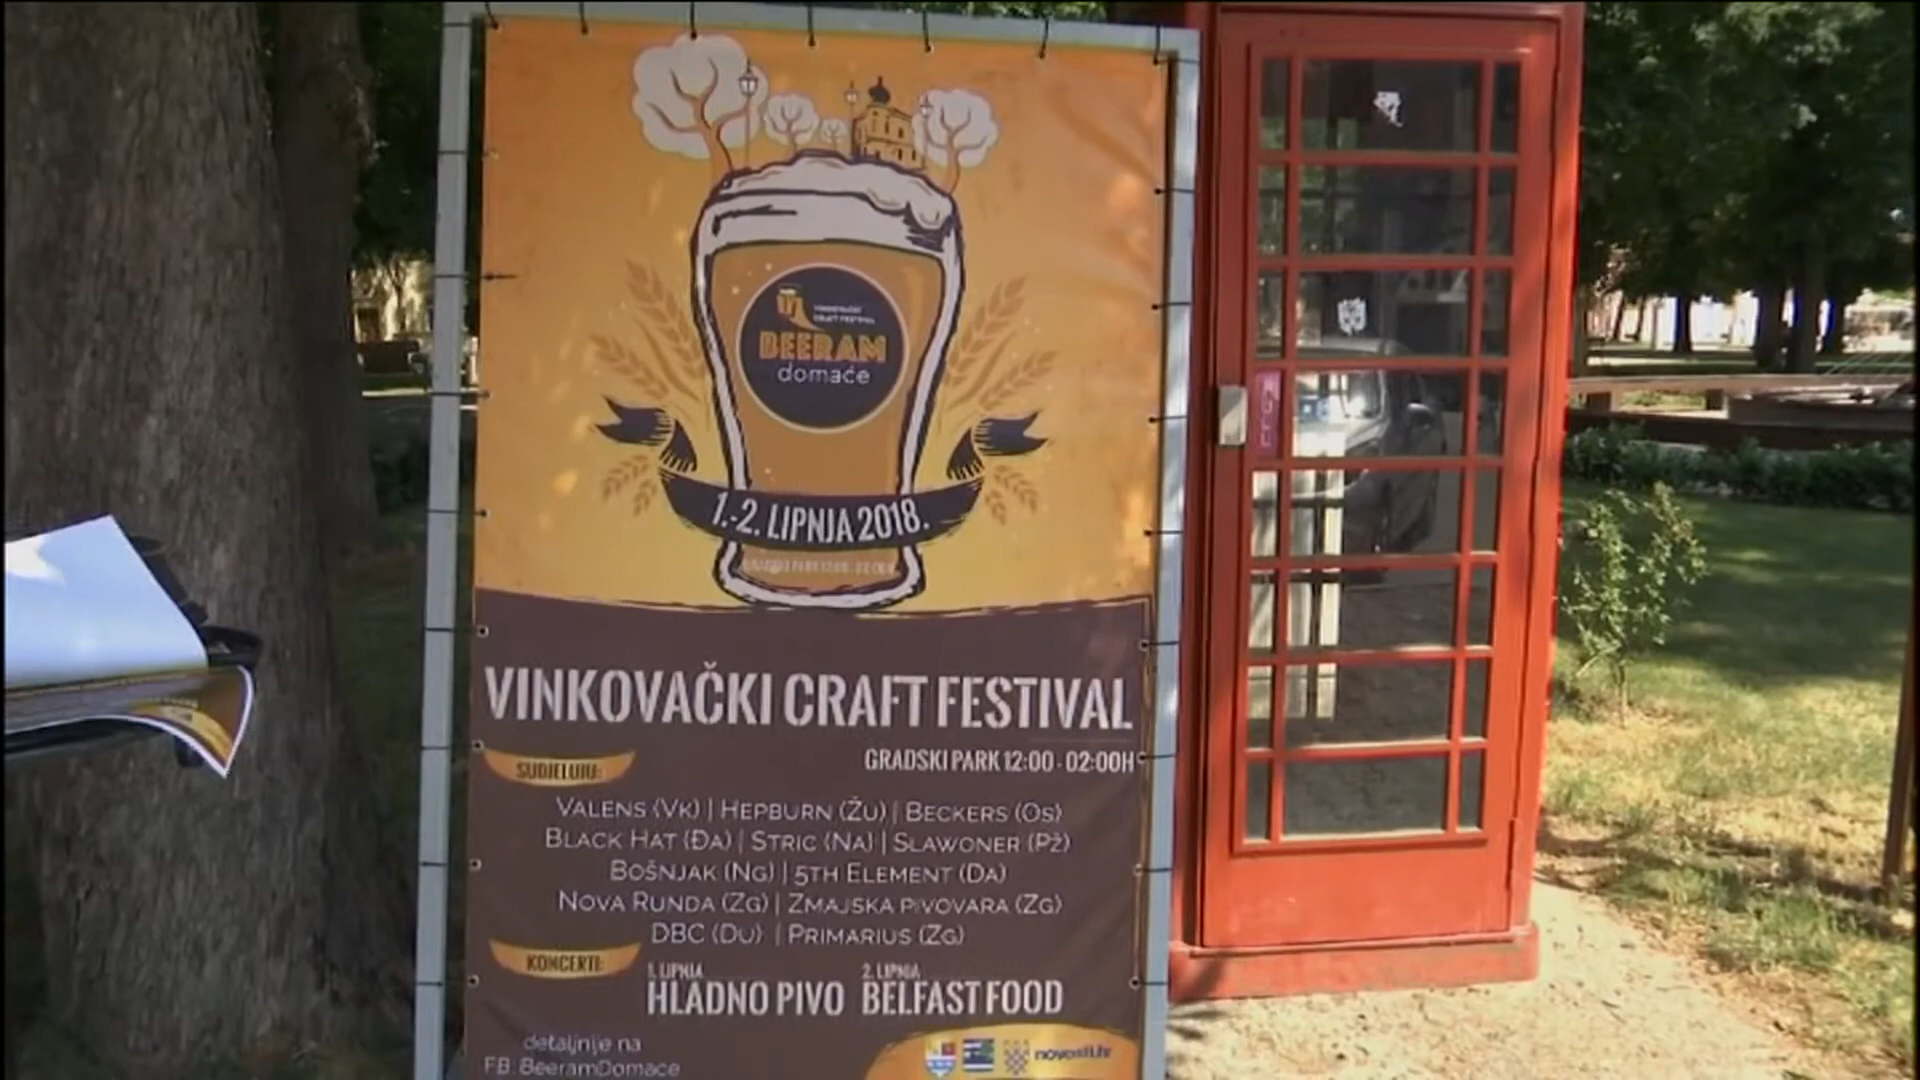 VINKOVAČKI
CRAFT FESTIVAL
BEERAM
domaće
1.-2. LIPNJA 2018.
VINKOVAČKI CRAFT FESTIVAL
GRADSKI PARK 12:00 - 02:00H
SUDJELUJU:
VALENS (VK) | HEPBURN (ŽU) | BECKERS (OS)
BLACK HAT (ĐA) | STRIC (NA) | SLAWONER (PŽ)
BOŠNJAK (NG) | 5TH ELEMENT (DA)
NOVA RUNDA (ZG) | ZMAJSKA PIVOVARA (ZG)
DBC (DU) | PRIMARIUS (ZG)
KONCERTI:
1. LIPNJA 2. LIPNJA
HLADNO PIVO BELFAST FOOD
detaljnije na
FB: BeeramDomace
novosti.hr